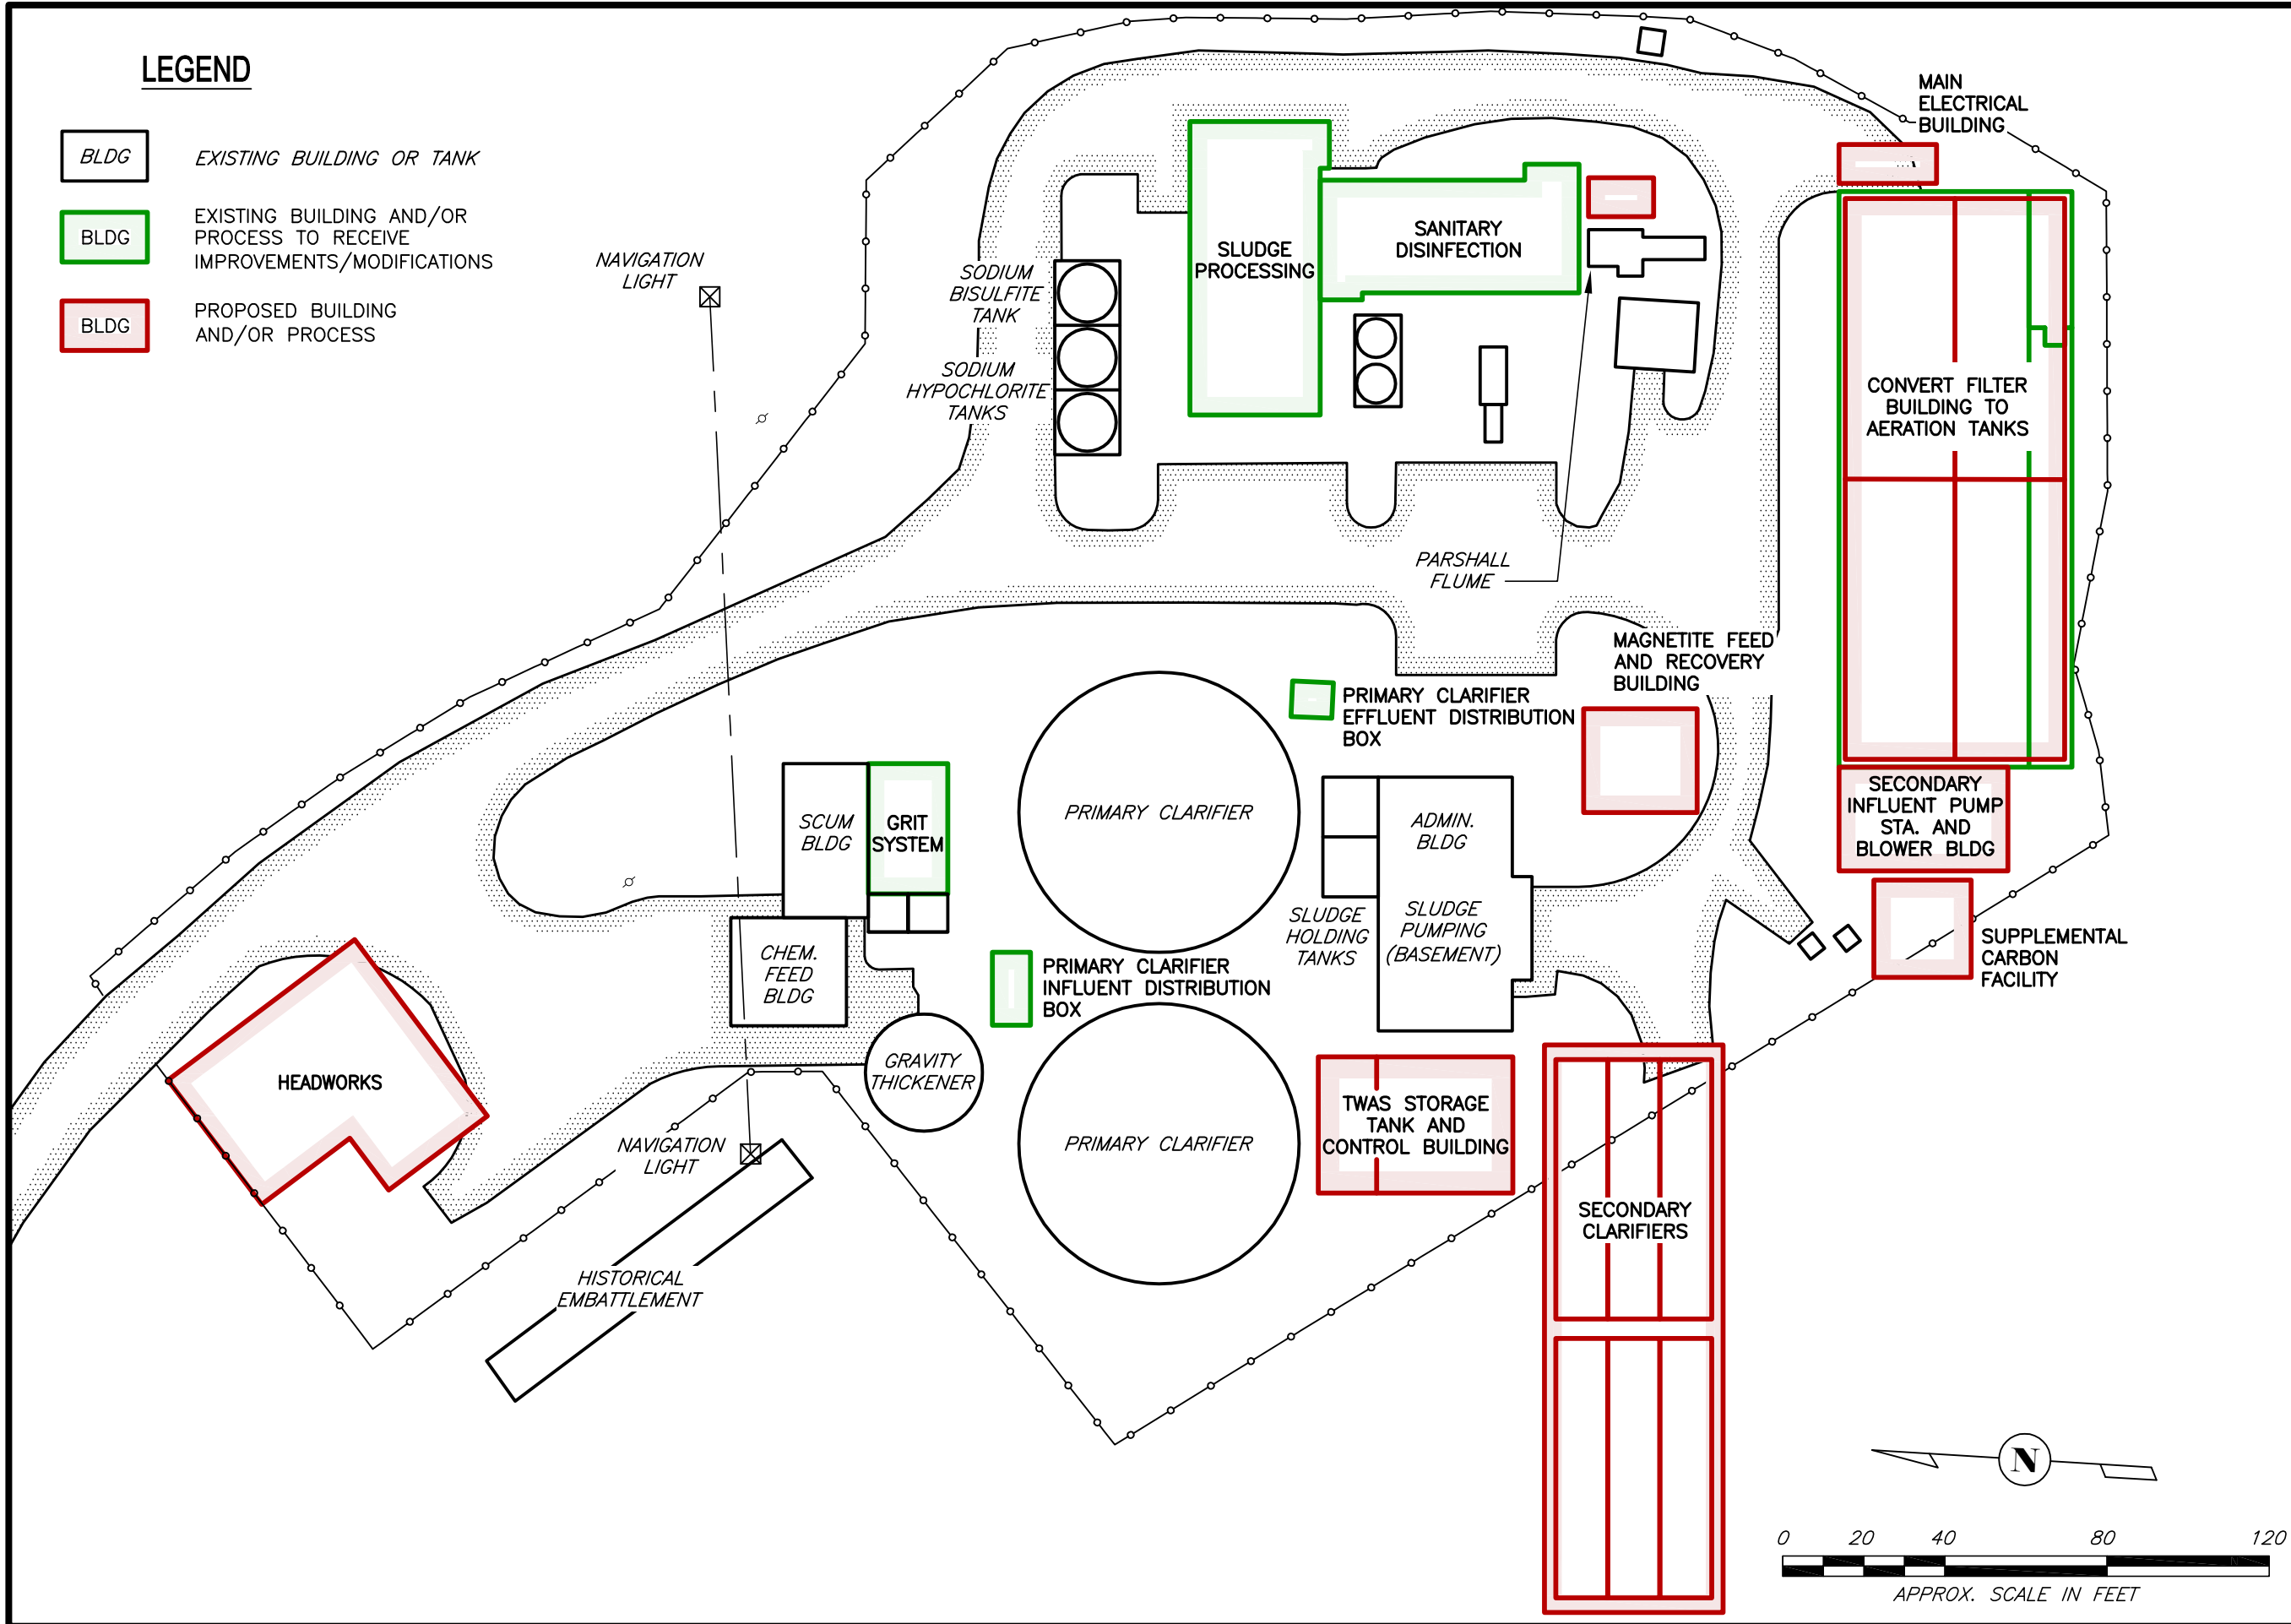 LEGEND
BLDG
EXISTING BUILDING OR TANK
BLDG
EXISTING BUILDING AND/OR
PROCESS TO RECEIVE
IMPROVEMENTS/MODIFICATIONS
BLDG
PROPOSED BUILDING
AND/OR PROCESS
NAVIGATION
LIGHT
SODIUM
BISULFITE
TANK
SODIUM
HYPOCHLORITE
TANKS
SLUDGE
PROCESSING
SANITARY
DISINFECTION
MAIN
ELECTRICAL
BUILDING
CONVERT FILTER
BUILDING TO
AERATION TANKS
PARSHALL
FLUME
MAGNETITE FEED
AND RECOVERY
BUILDING
PRIMARY CLARIFIER
EFFLUENT DISTRIBUTION
BOX
SECONDARY
INFLUENT PUMP
STA. AND
BLOWER BLDG
SCUM
BLDG
GRIT
SYSTEM
PRIMARY CLARIFIER
ADMIN.
BLDG
SLUDGE
PUMPING
(BASEMENT)
SLUDGE
HOLDING
TANKS
SUPPLEMENTAL
CARBON
FACILITY
CHEM.
FEED
BLDG
PRIMARY CLARIFIER
INFLUENT DISTRIBUTION
BOX
GRAVITY
THICKENER
HEADWORKS
PRIMARY CLARIFIER
TWAS STORAGE
TANK AND
CONTROL BUILDING
NAVIGATION
LIGHT
SECONDARY
CLARIFIERS
HISTORICAL
EMBATTLEMENT
N
0 20 40 80 120
APPROX. SCALE IN FEET